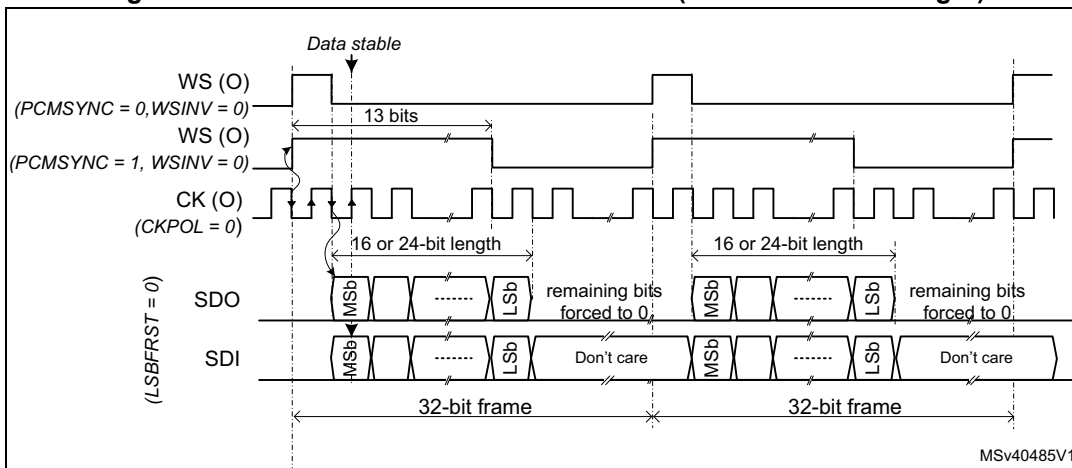 Data stable
WS (O)
(PCMSYNC = 0,WSINV = 0)
13 bits
WS (O)
(PCMSYNC = 1, WSINV = 0)
CK (O)
(CKPOL = 0)
16 or 24-bit length
16 or 24-bit length
(LSBFRST = 0)
SDO
MSb
LSb
remaining bits
forced to 0
MSb
LSb
remaining bits
forced to 0
SDI
MSb
LSb
Don't care
MSb
LSb
Don't care
32-bit frame
32-bit frame
MSv40485V1